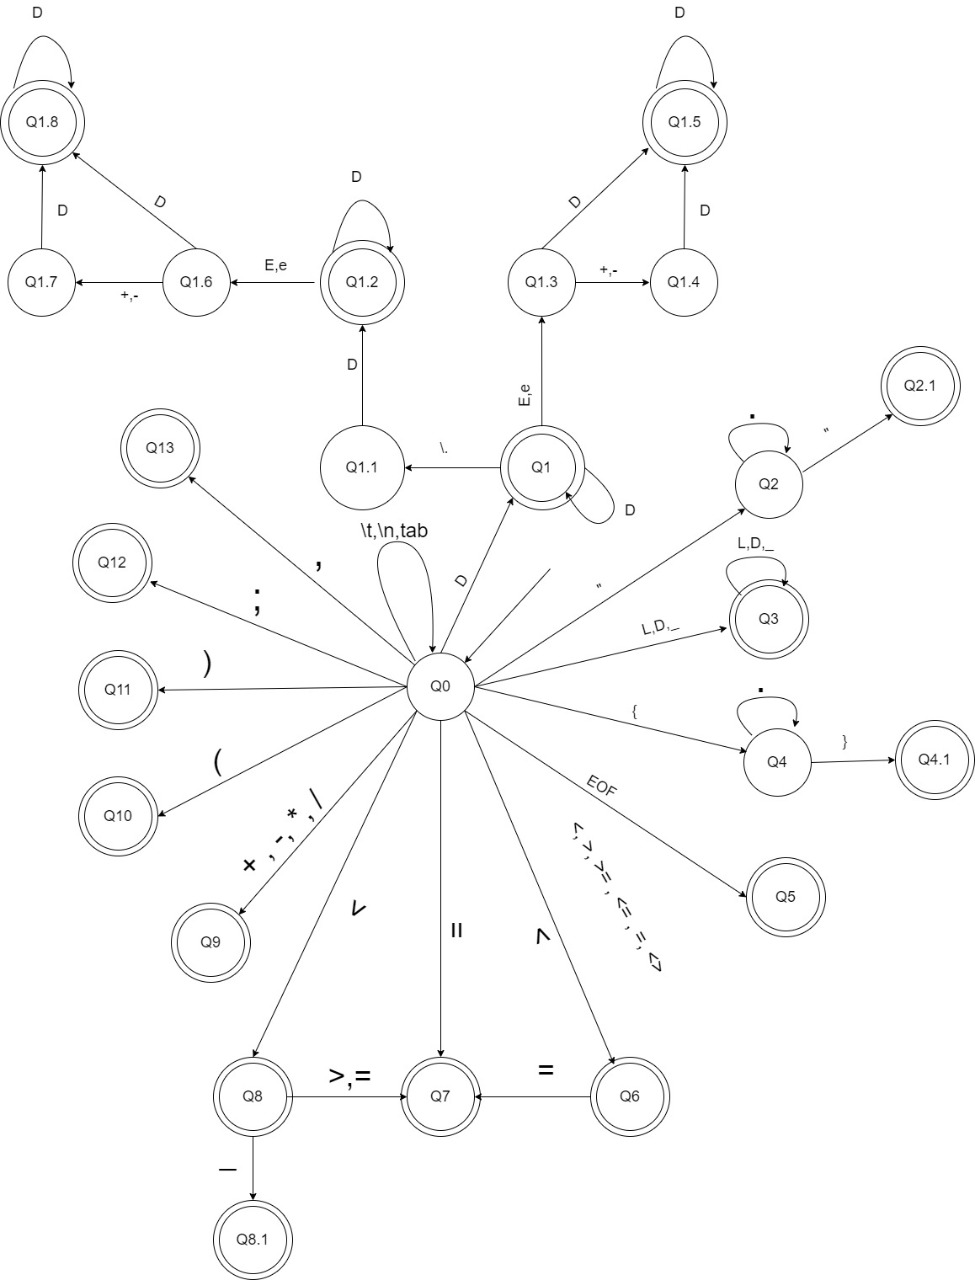 D
D
Q1.8
Q1.5
D
D
D
D
D
Q1.7
+,-
Q1.6
E,e
Q1.2
Q1.3
+,-
Q1.4
D
E,e
Q2.1
.
"
Q13
Q1.1
\.
Q1
D
Q2
\t,\n,tab
,
D
"
L,D,_
Q12
;
L,D,_
Q3
)
Q11
Q0
{
.
Q4
}
Q4.1
(
Q10
EOF
+ ,-,* ,/
<, >, >= , <= , =, <>
Q5
Q9
<
=
>
Q8
>,=
Q7
=
Q6
_
Q8.1